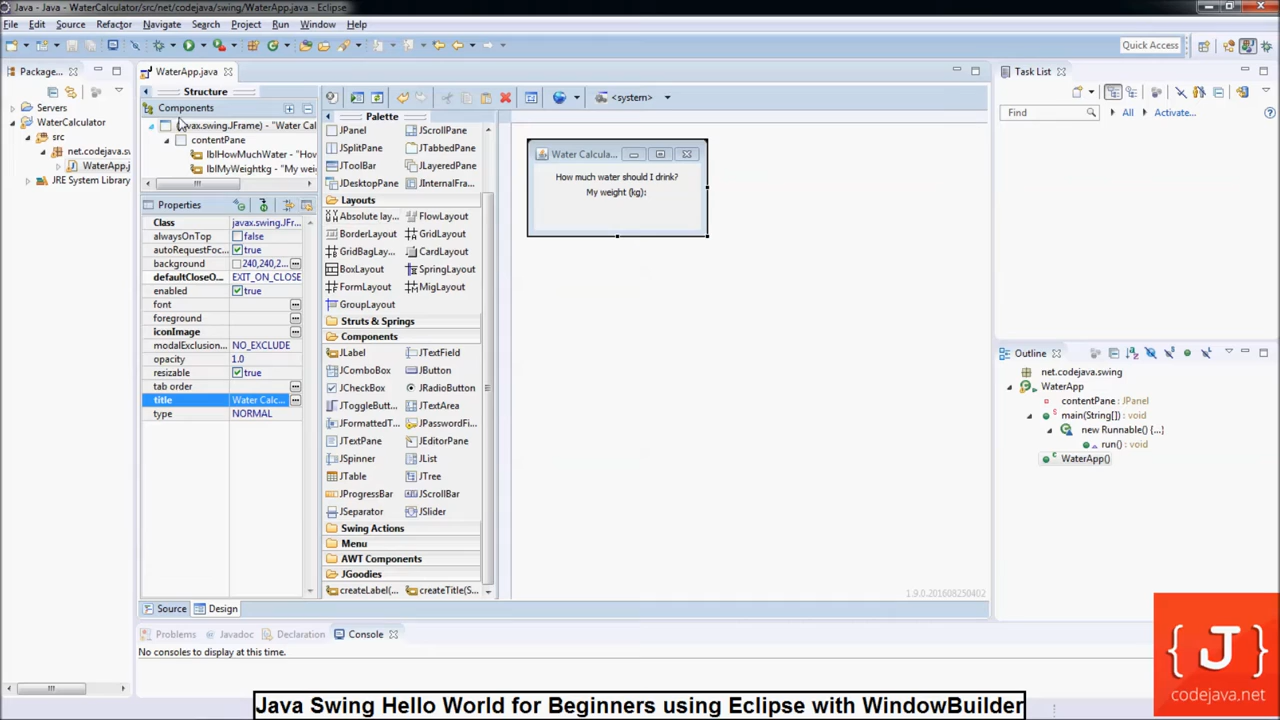 Java - Java - WaterCalculator/src/net/codejava/swing/WaterApp.java - Eclipse
File Edit Source Refactor Navigate Search Project Run Window Help
Quick Access
Package...
Servers
WaterCalculator
src
net.codejava.sw
WaterApp.j
JRE System Library
WaterApp.java
Structure
Components
(javax.swing.JFrame) - "Water Cal
contentPane
lblHowMuchWater - "How
lblMyWeightkg - "My wei
Properties
Class javax.swing.JFr...
alwaysOnTop false
autoRequestFoc... true
background 240,240,2...
defaultCloseO... EXIT_ON_CLOSE
enabled true
font
foreground
iconImage
modalExclusion... NO_EXCLUDE
opacity 1.0
resizable true
tab order
title Water Calc...
type NORMAL
Source Design
<system>
Palette
JPanel JScrollPane
JSplitPane JTabbedPane
JToolBar JLayeredPane
JDesktopPane JInternalFra...
Layouts
Absolute lay... FlowLayout
BorderLayout GridLayout
GridBagLay... CardLayout
BoxLayout SpringLayout
FormLayout MigLayout
GroupLayout
Struts & Springs
Components
JLabel JTextField
JComboBox JButton
JCheckBox JRadioButton
JToggleButt... JTextArea
JFormattedT... JPasswordFi...
JTextPane JEditorPane
JSpinner JList
JTable JTree
JProgressBar JScrollBar
JSeparator JSlider
Swing Actions
Menu
AWT Components
JGoodies
createLabel(... createTitle(S...
Water Calcula...
How much water should I drink?
My weight (kg):
1.9.0.201608250402
Task List
Find All Activate...
Outline
net.codejava.swing
WaterApp
contentPane : JPanel
main(String[]) : void
new Runnable() {...}
run() : void
WaterApp()
Problems Javadoc Declaration Console
No consoles to display at this time.
{ J }
codejava.net
Java Swing Hello World for Beginners using Eclipse with WindowBuilder